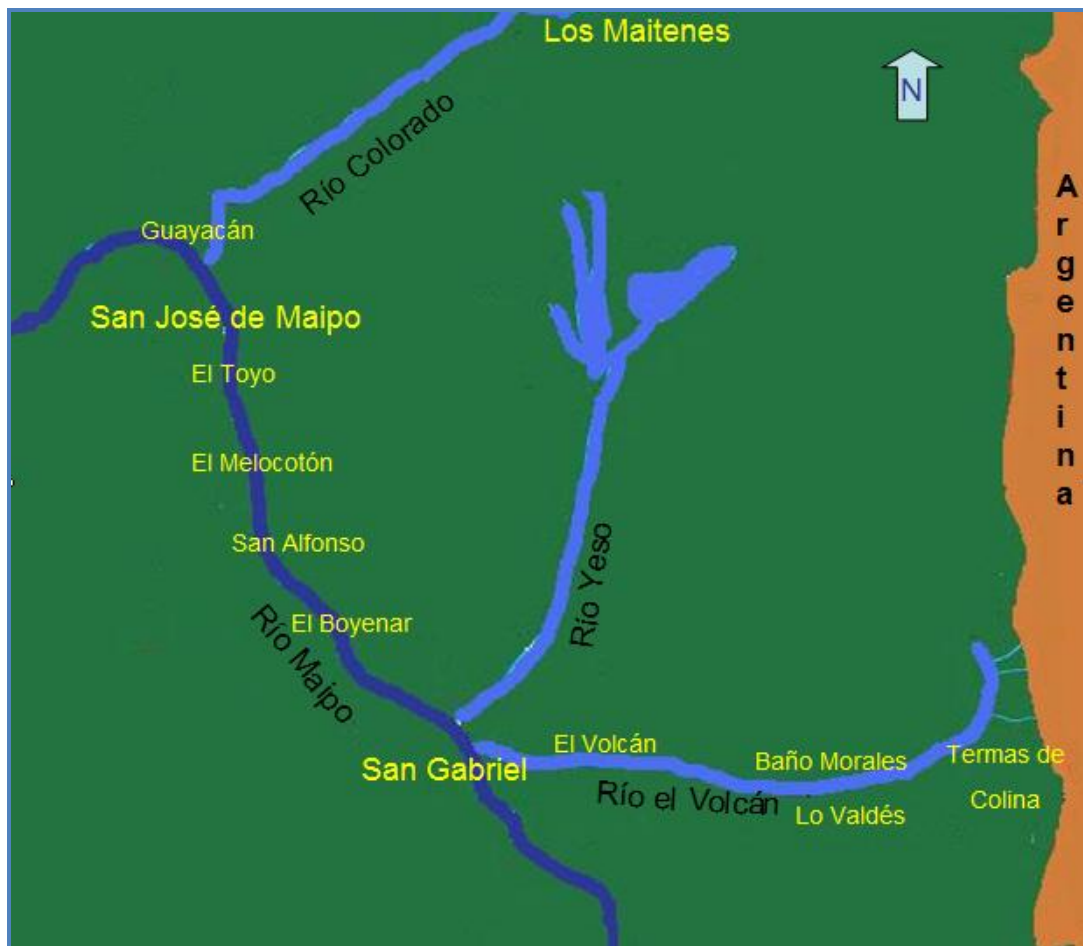 Los Maitenes
N
Río Colorado
Argentina
Guayacán
San José de Maipo
El Toyo
El Melocotón
San Alfonso
Río Yeso
El Boyenar
Río Maipo
El Volcán
San Gabriel
Baño Morales
Termas de
Colina
Río el Volcán
Lo Valdés